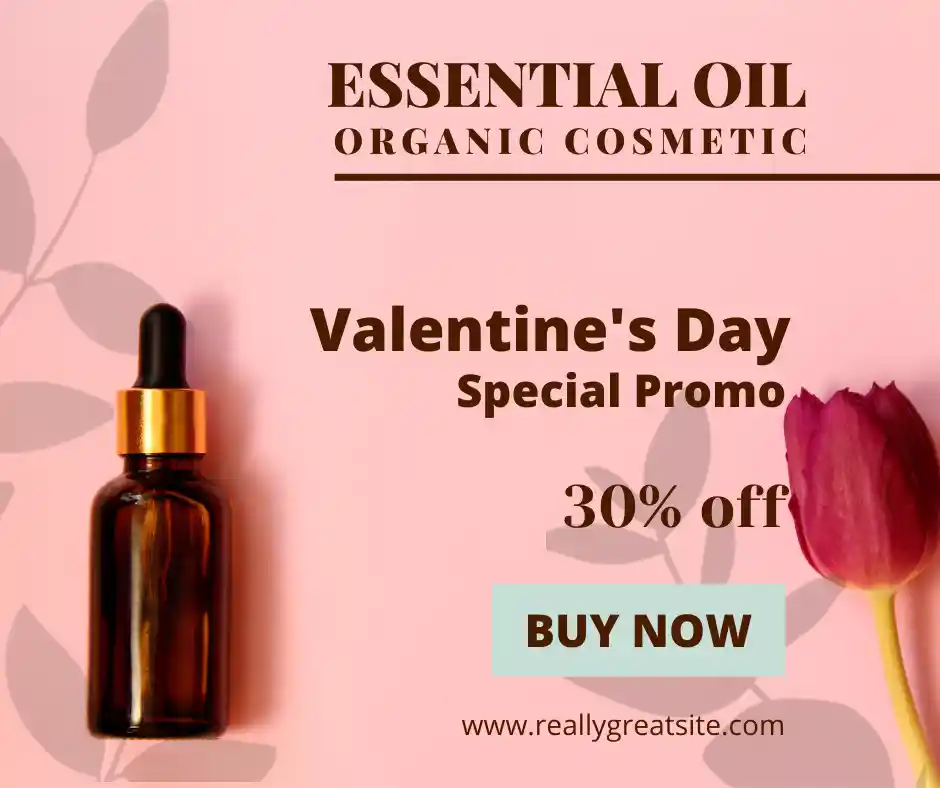 ESSENTIAL OIL
ORGANIC COSMETIC
Valentine's Day
Special Promo
30% off
BUY NOW
www.reallygreatsite.com